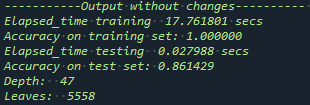 -----------Output without changes----------
Elapsed_time training  17.761801 secs
Accuracy on training set: 1.000000
Elapsed_time testing  0.027988 secs
Accuracy on test set: 0.861429
Depth:  47
Leaves:  5558